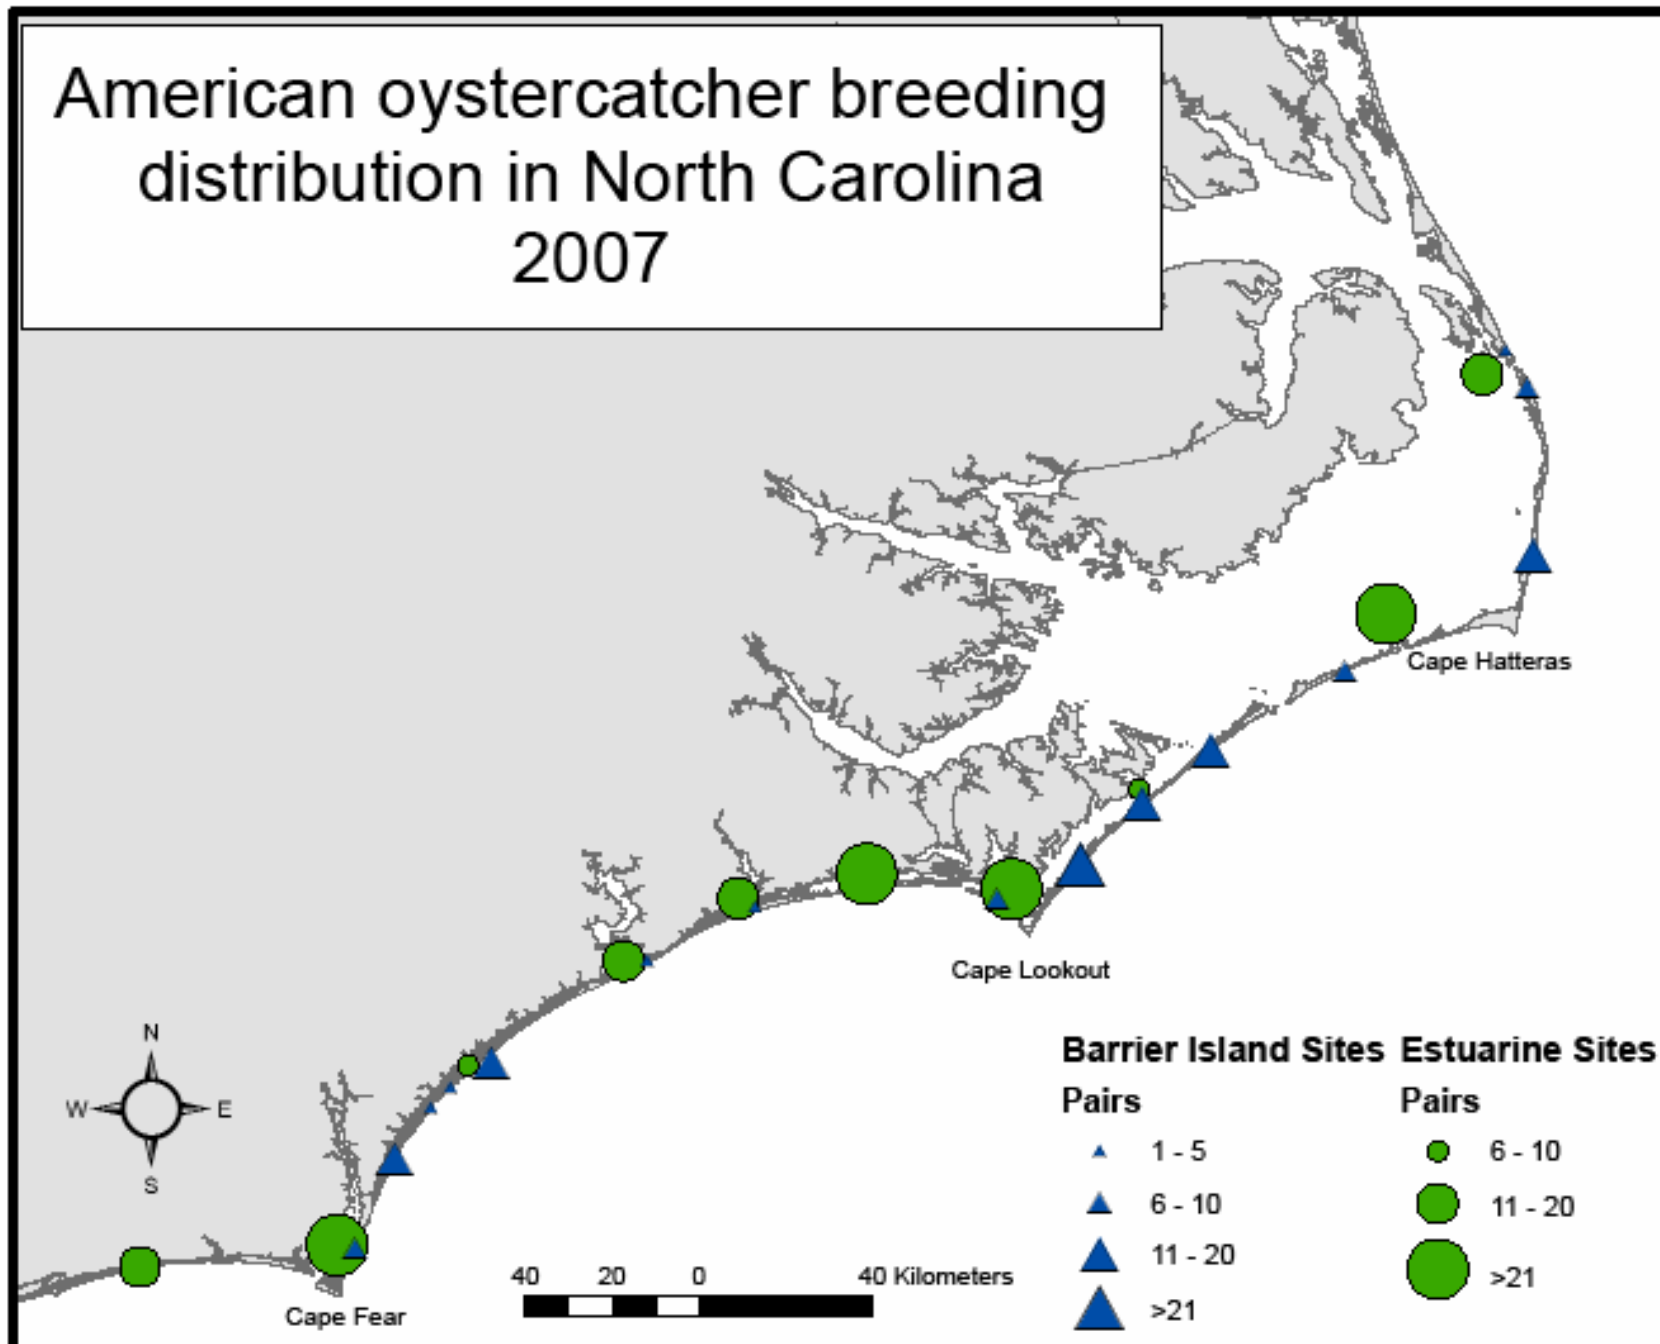 American oystercatcher breeding
distribution in North Carolina
2007
Cape Hatteras
Cape Lookout
Cape Fear
N
W
E
S
40 20 0 40 Kilometers
Barrier Island Sites
Pairs
1 - 5
6 - 10
11 - 20
>21
Estuarine Sites
Pairs
6 - 10
11 - 20
>21